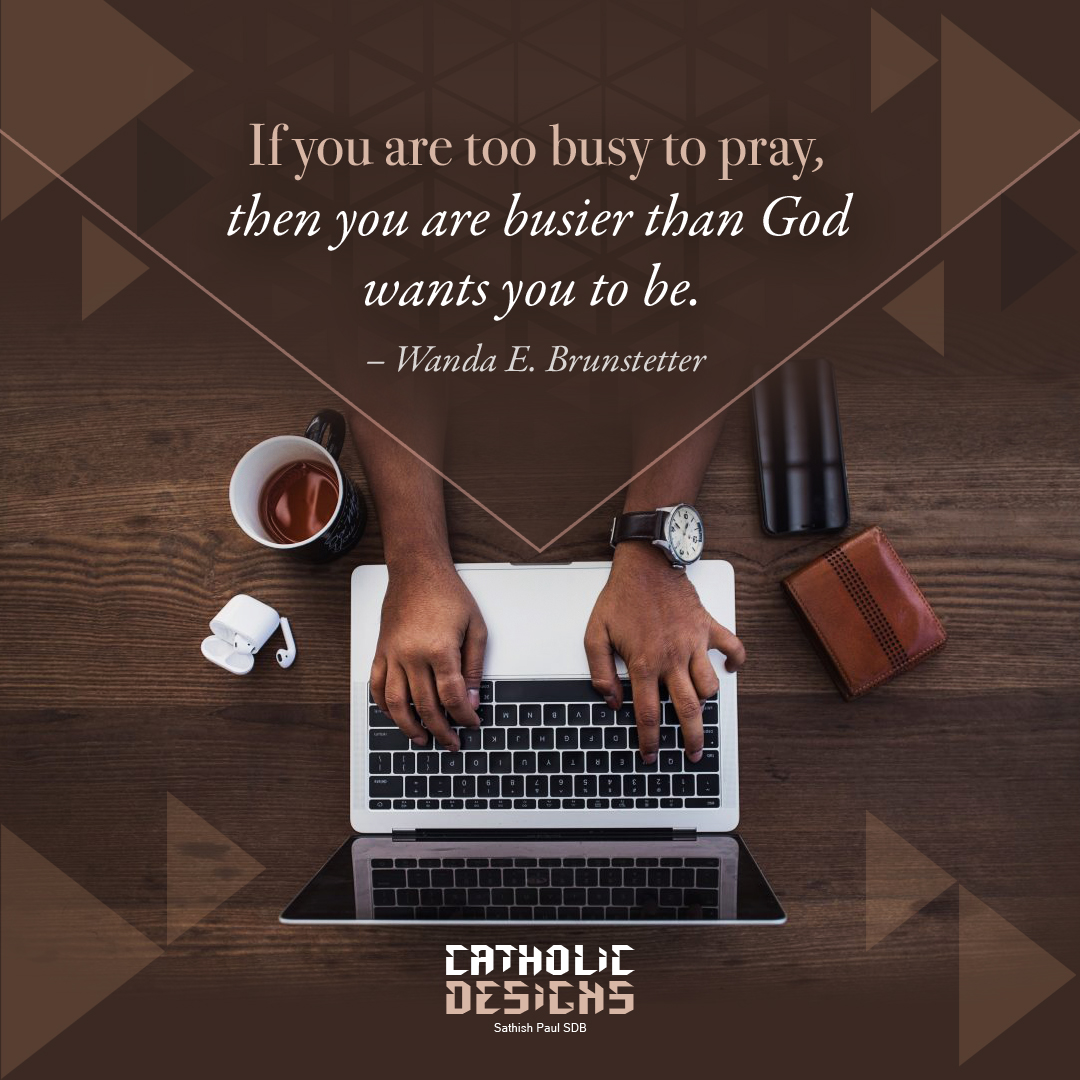 If you are too busy to pray,
then you are busier than God
wants you to be.
– Wanda E. Brunstetter
CATHOLIC
DESIGNS
Sathish Paul SDB